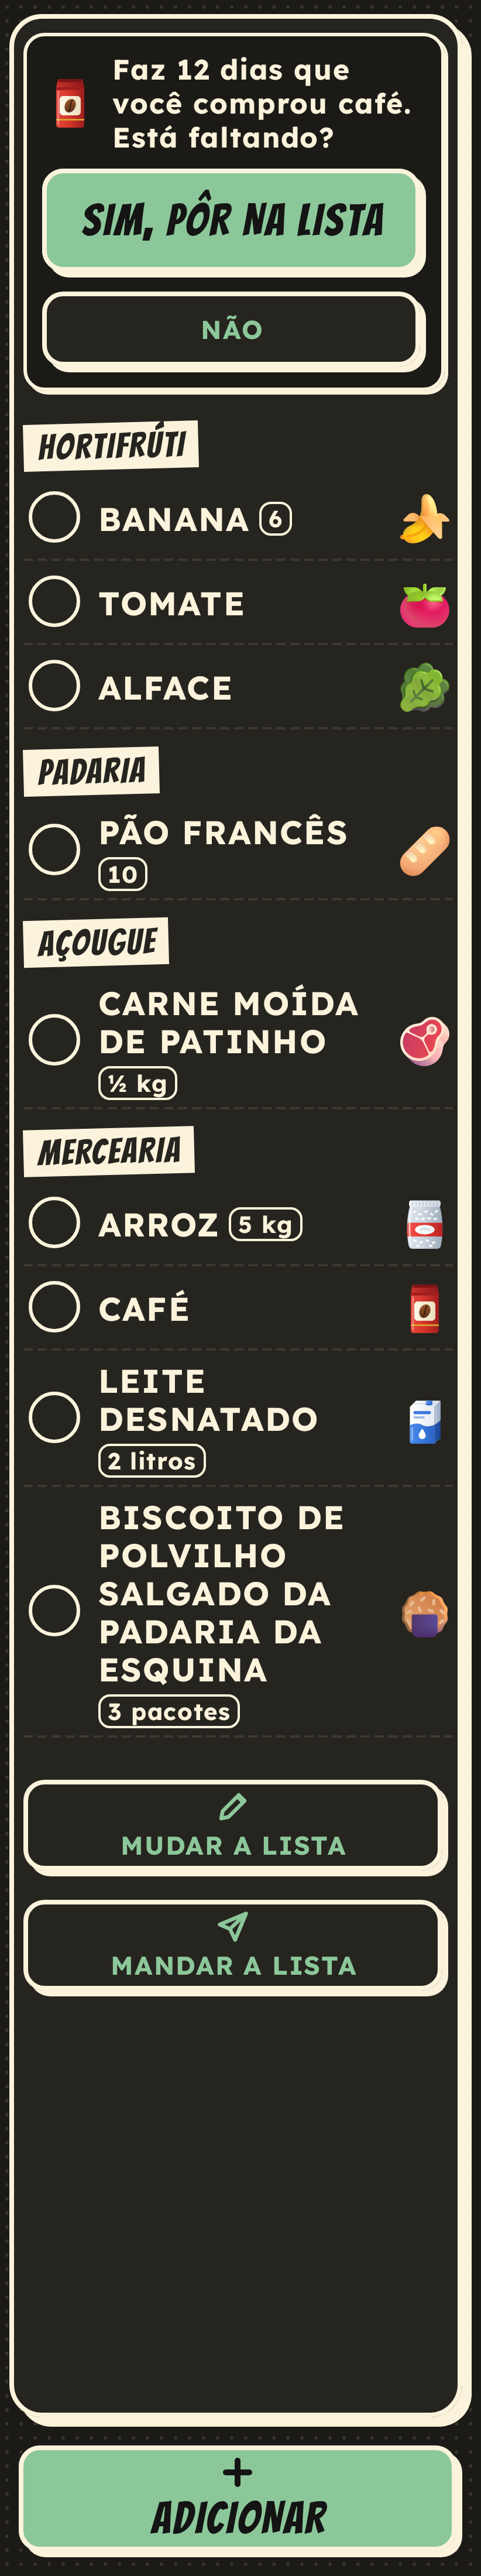 Faz 12 dias que
você comprou café.
Está faltando?
SIM, PÔR NA LISTA
NÃO
HORTIFRÚTI
BANANA 6
TOMATE
ALFACE
PADARIA
PÃO FRANCÊS
10
AÇOUGUE
CARNE MOÍDA
DE PATINHO
½ kg
MERCEARIA
ARROZ 5 kg
CAFÉ
LEITE
DESNATADO
2 litros
BISCOITO DE
POLVILHO
SALGADO DA
PADARIA DA
ESQUINA
3 pacotes
MUDAR A LISTA
MANDAR A LISTA
ADICIONAR